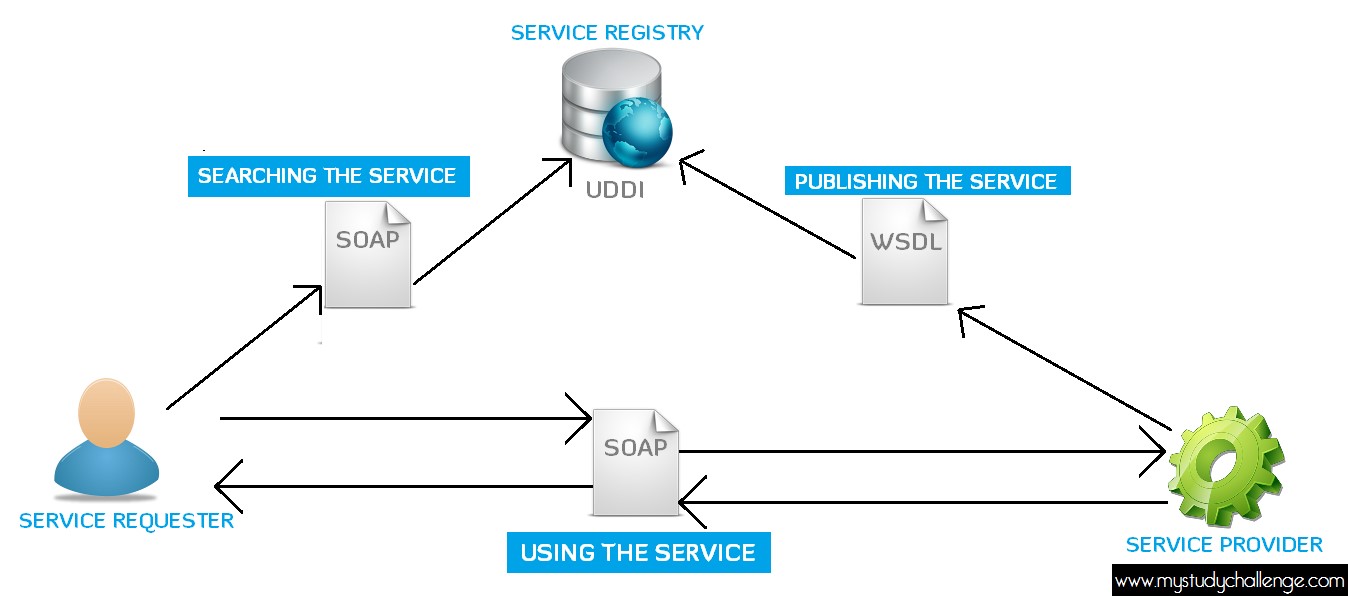 SERVICE REGISTRY
UDDI
SEARCHING THE SERVICE
SOAP
PUBLISHING THE SERVICE
WSDL
SOAP
USING THE SERVICE
SERVICE REQUESTER
SERVICE PROVIDER
www.mystudychallenge.com